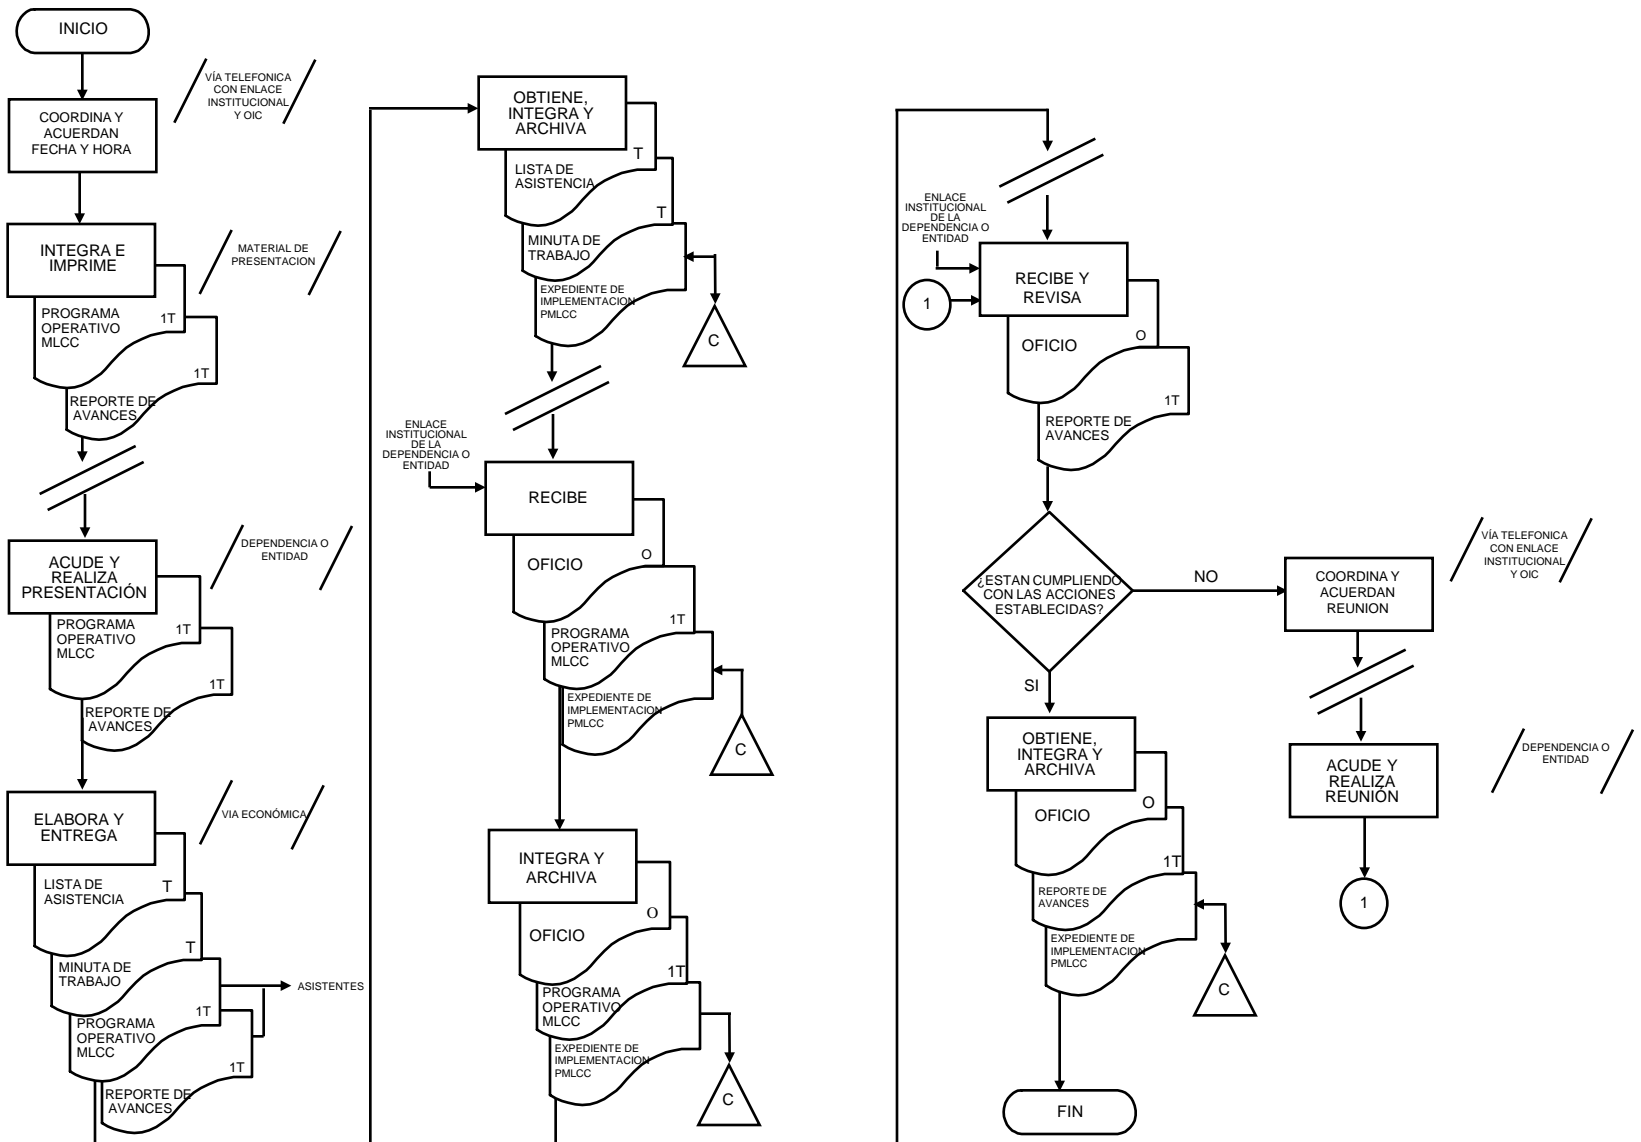 INICIO
VÍA TELEFONICA
CON ENLACE
INSTITUCIONAL
Y OIC
COORDINA Y
ACUERDAN
FECHA Y HORA
INTEGRA E
IMPRIME
MATERIAL DE
PRESENTACION
PROGRAMA
OPERATIVO
MLCC
1T
1T
REPORTE DE
AVANCES
ACUDE Y
REALIZA
PRESENTACIÓN
DEPENDENCIA O
ENTIDAD
PROGRAMA
OPERATIVO
MLCC
1T
1T
REPORTE DE
AVANCES
ELABORA Y
ENTREGA
VIA ECONÓMICA
LISTA DE
ASISTENCIA
T
T
MINUTA DE
TRABAJO
ASISTENTES
PROGRAMA
OPERATIVO
MLCC
1T
1T
REPORTE DE
AVANCES
OBTIENE,
INTEGRA Y
ARCHIVA
T
LISTA DE
ASISTENCIA
T
MINUTA DE
TRABAJO
EXPEDIENTE DE
IMPLEMENTACION
PMLCC
C
ENLACE
INSTITUCIONAL
DE LA
DEPENDENCIA O
ENTIDAD
RECIBE
OFICIO
O
1T
PROGRAMA
OPERATIVO
MLCC
EXPEDIENTE DE
IMPLEMENTACION
PMLCC
C
INTEGRA Y
ARCHIVA
O
OFICIO
1T
PROGRAMA
OPERATIVO
MLCC
EXPEDIENTE DE
IMPLEMENTACION
PMLCC
C
ENLACE
INSTITUCIONAL
DE LA
DEPENDENCIA O
ENTIDAD
RECIBE Y
REVISA
1
OFICIO
O
1T
REPORTE DE
AVANCES
¿ESTAN CUMPLIENDO
CON LAS ACCIONES
ESTABLECIDAS?
NO
SI
COORDINA Y
ACUERDAN
REUNION
VÍA TELEFONICA
CON ENLACE
INSTITUCIONAL
Y OIC
ACUDE Y
REALIZA
REUNIÓN
DEPENDENCIA O
ENTIDAD
1
OBTIENE,
INTEGRA Y
ARCHIVA
O
OFICIO
1T
REPORTE DE
AVANCES
EXPEDIENTE DE
IMPLEMENTACION
PMLCC
C
FIN